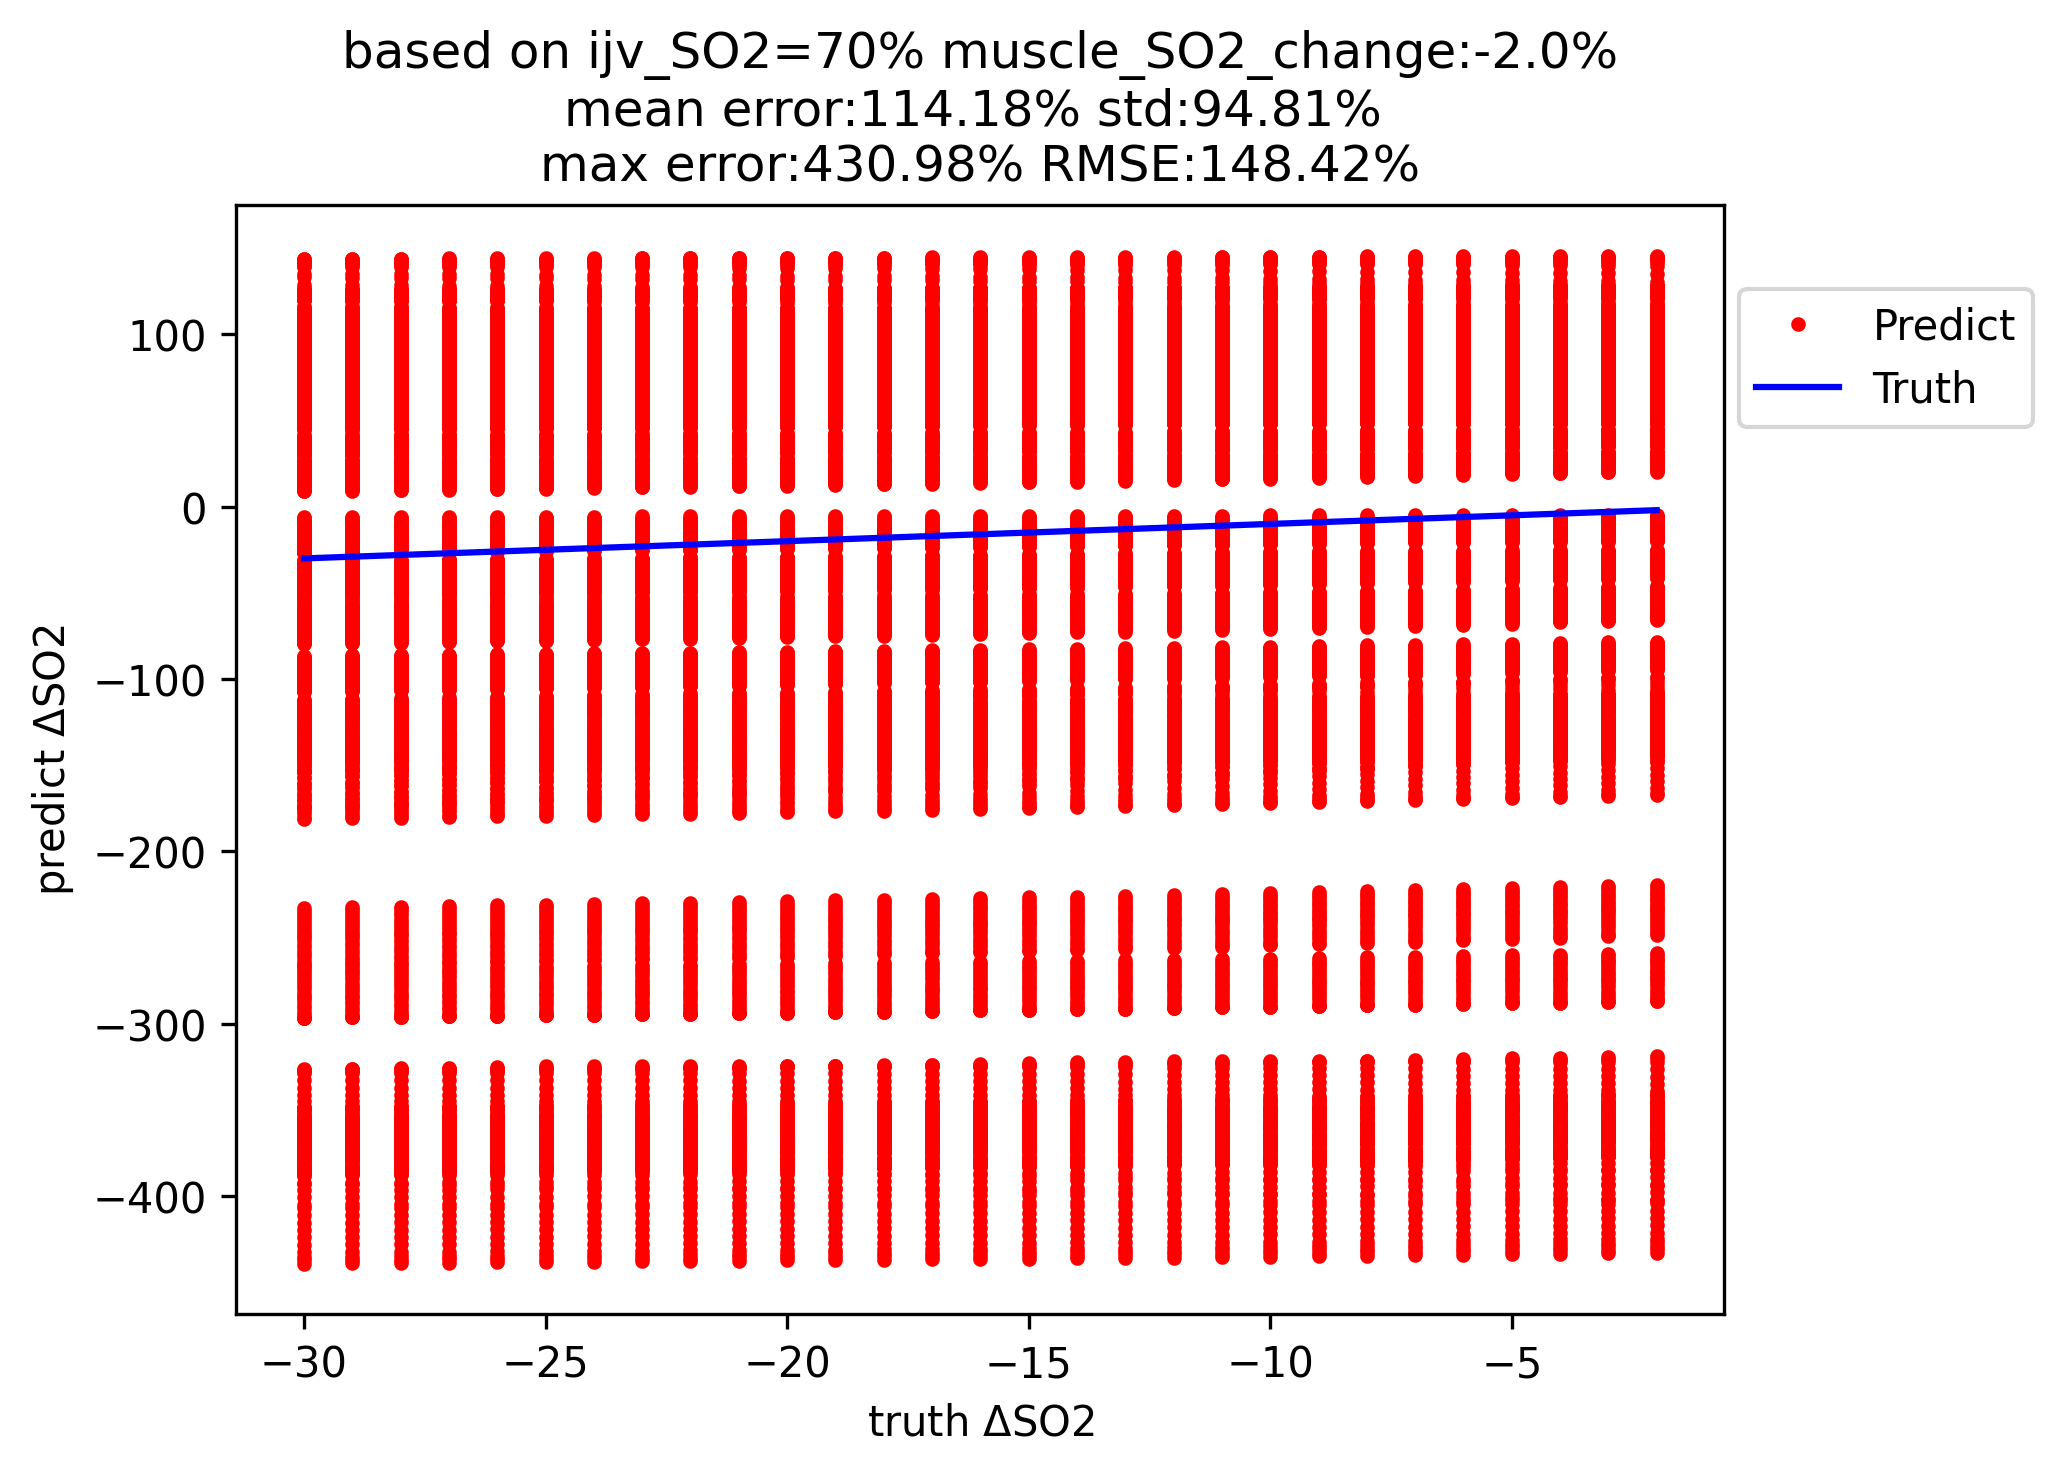 based on ijv_SO2=70% muscle_SO2_change:-2.0%
mean error:114.18% std:94.81%
max error:430.98% RMSE:148.42%
100
0
−100
−200
−300
−400
predict ΔSO2
Predict
Truth
−30
−25
−20
−15
−10
−5
truth ΔSO2